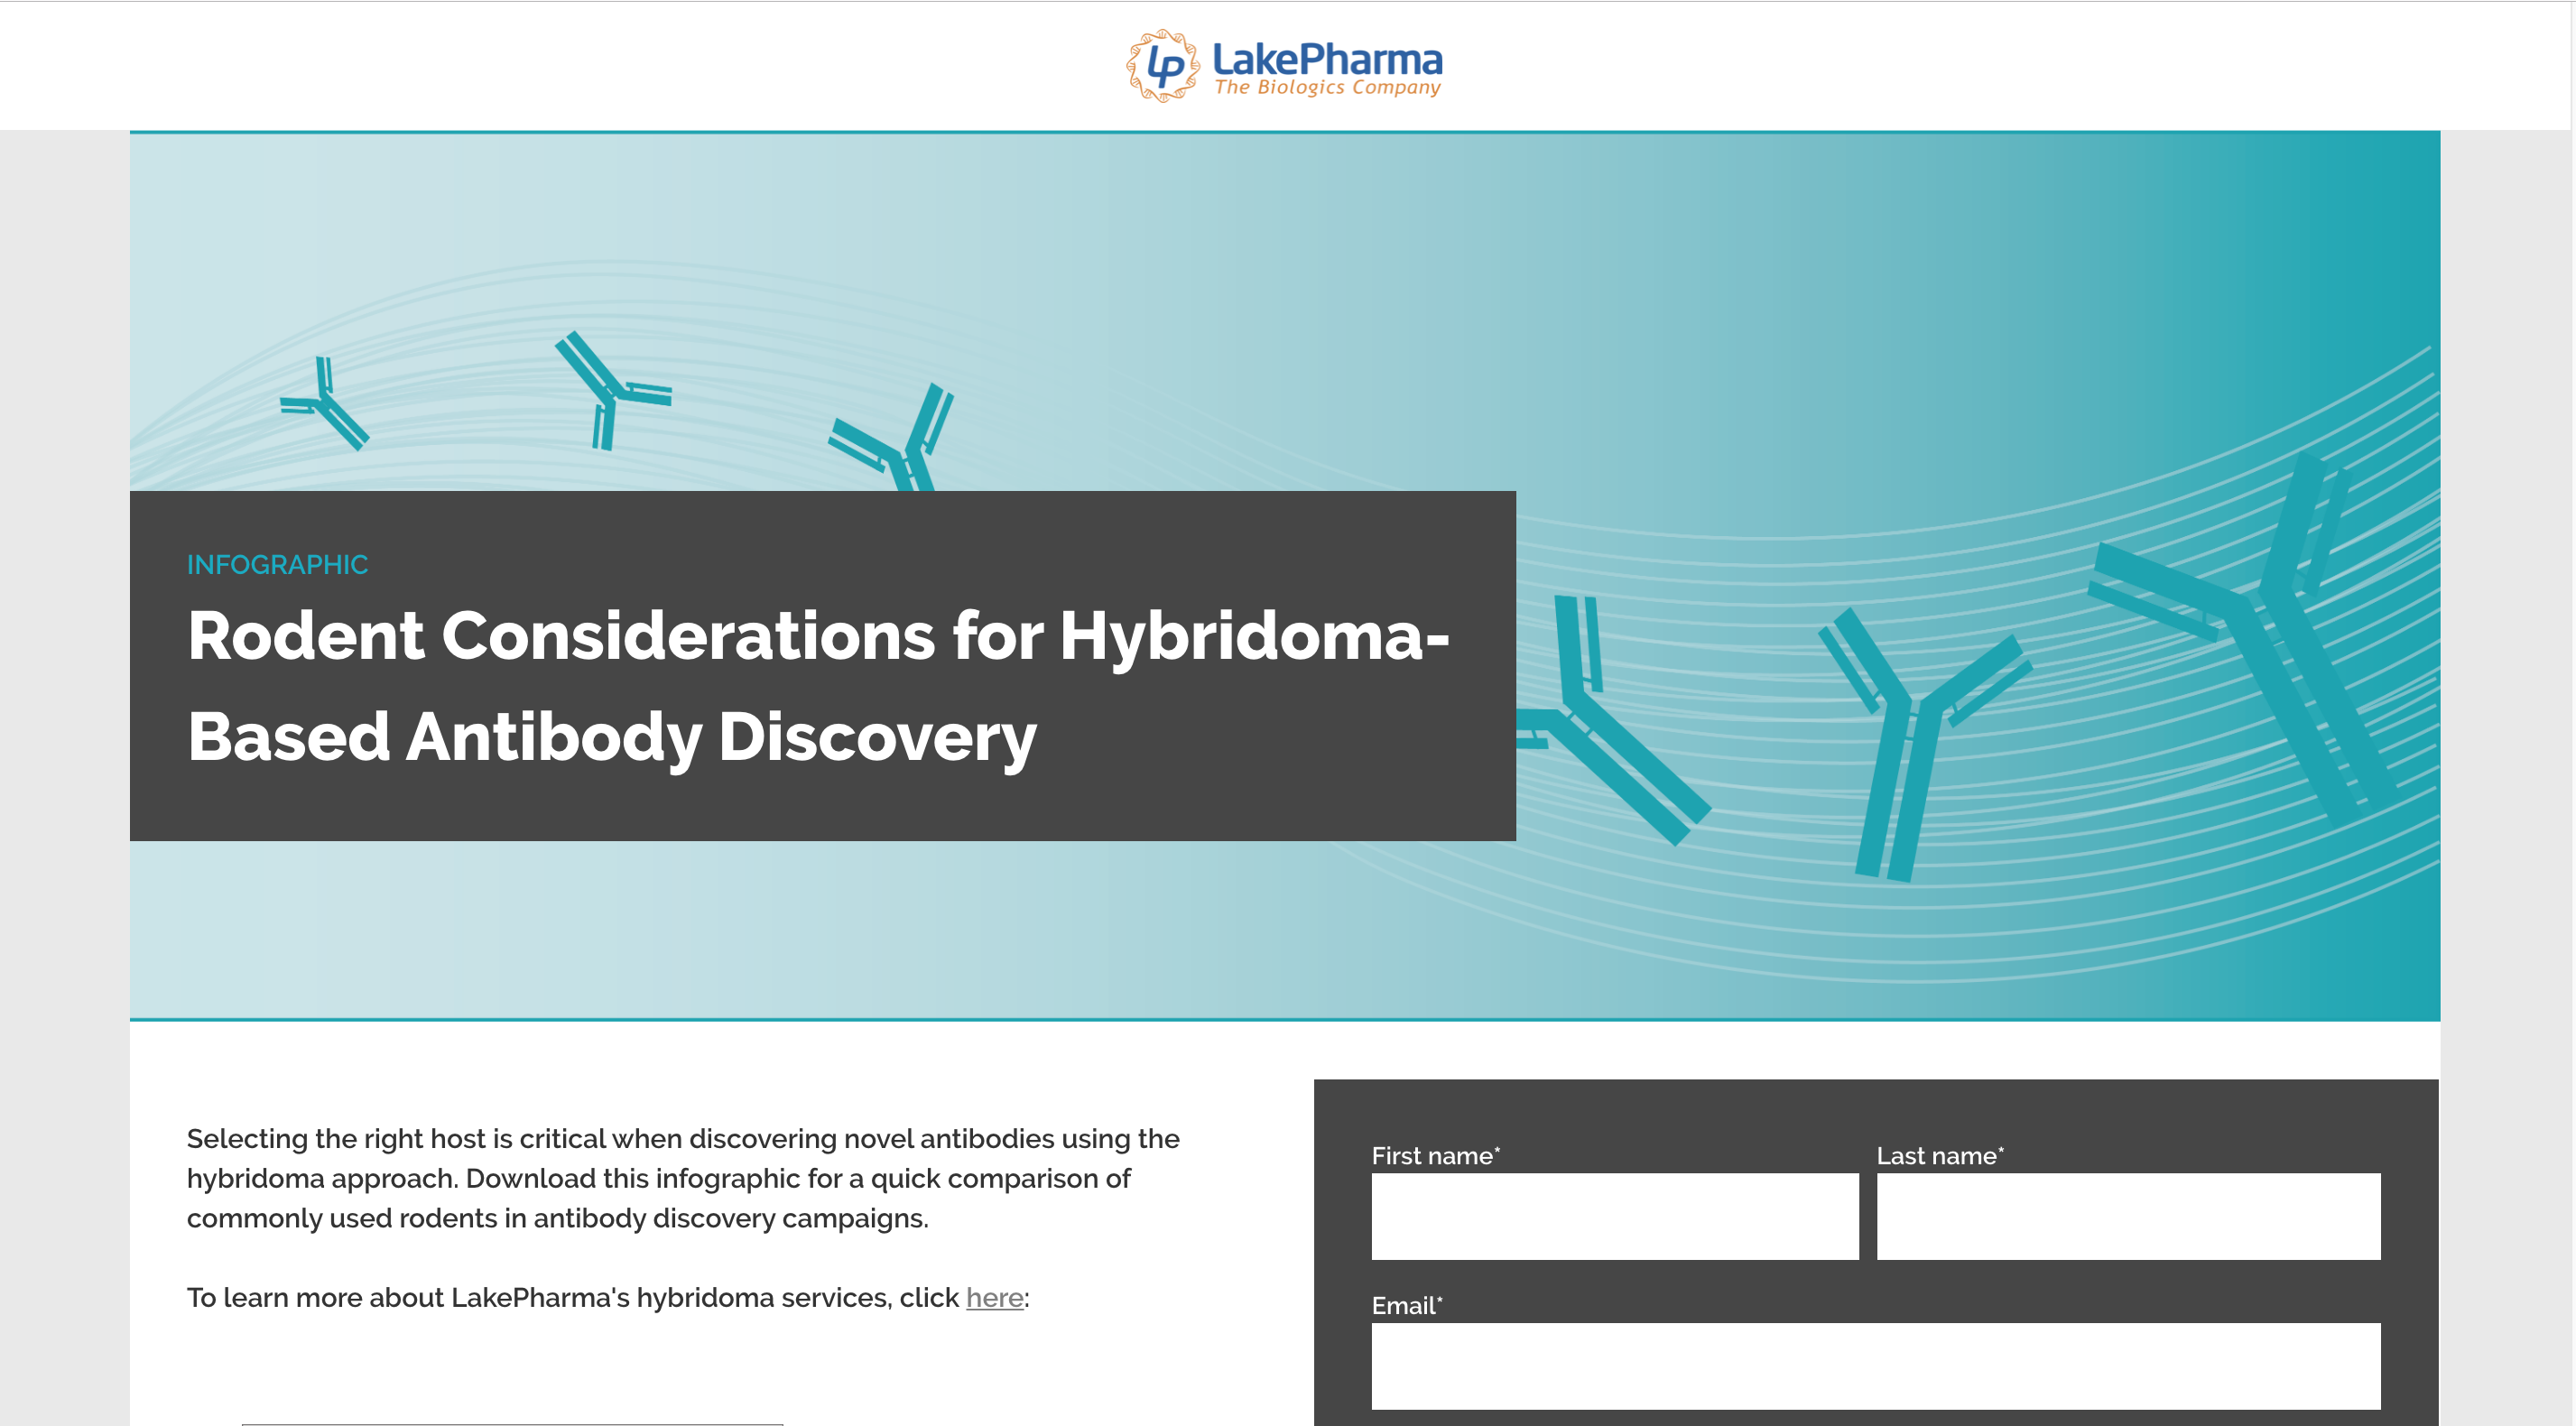 LP LakePharma
The Biologics Company
INFOGRAPHIC
Rodent Considerations for Hybridoma-
Based Antibody Discovery
Selecting the right host is critical when discovering novel antibodies using the
hybridoma approach. Download this infographic for a quick comparison of
commonly used rodents in antibody discovery campaigns.
To learn more about LakePharma's hybridoma services, click here:
First name*
Last name*
Email*